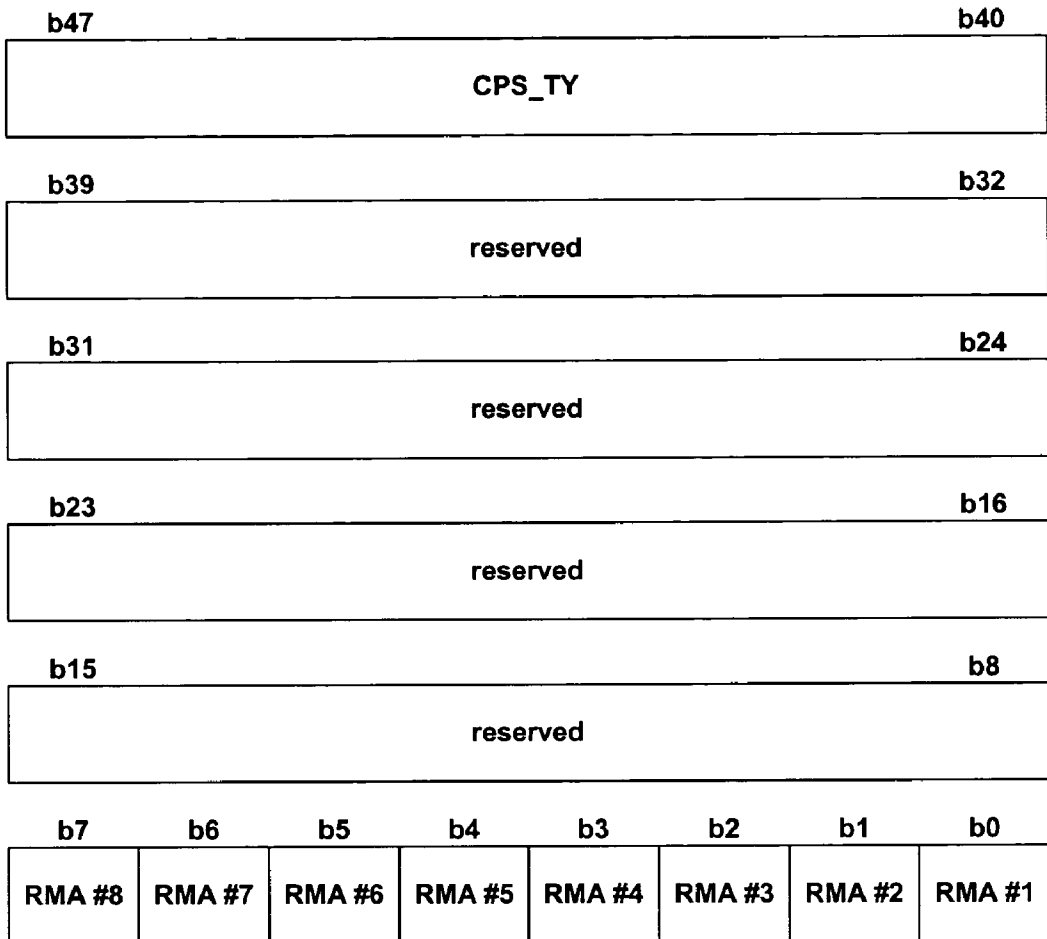 b47 b40
CPS_TY
b39 b32
reserved
b31 b24
reserved
b23 b16
reserved
b15 b8
reserved
b7 b6 b5 b4 b3 b2 b1 b0
RMA #8 RMA #7 RMA #6 RMA #5 RMA #4 RMA #3 RMA #2 RMA #1